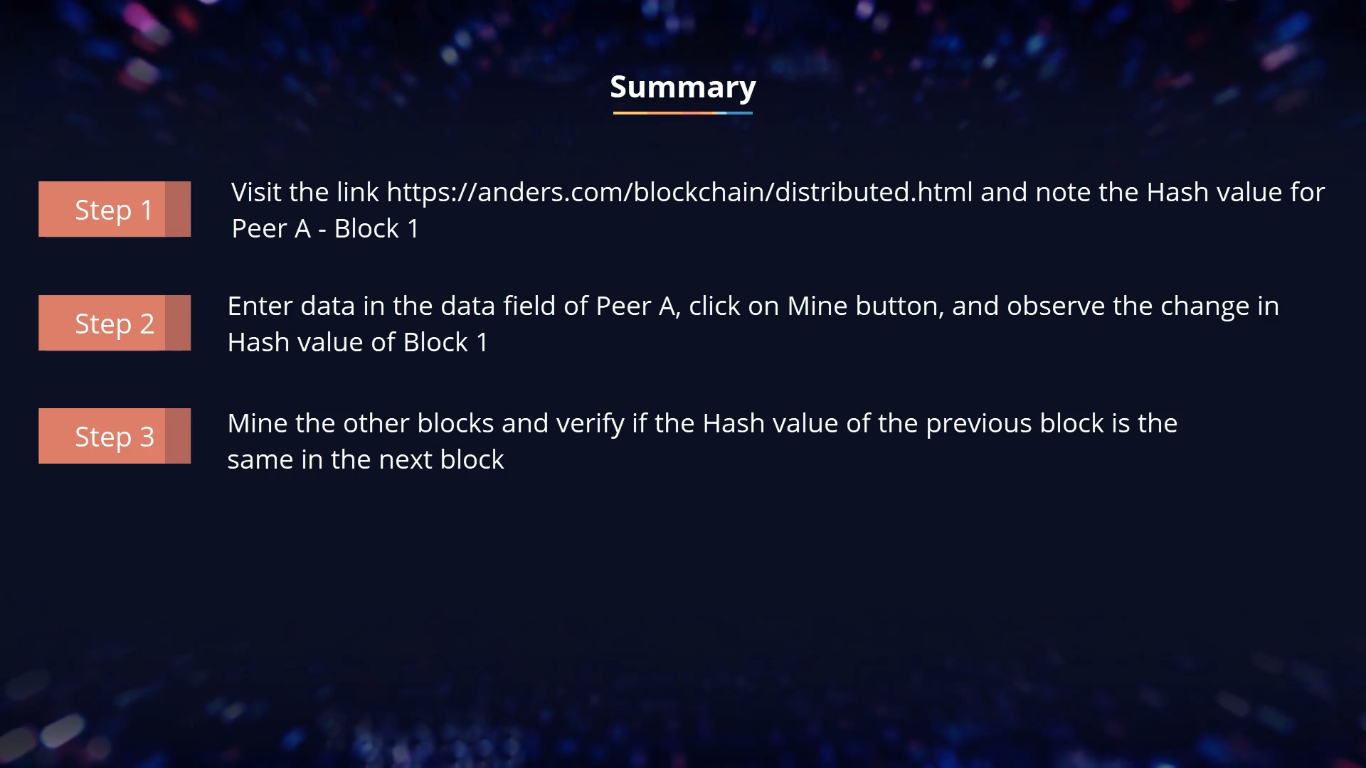 Summary
Step 1
Visit the link https://anders.com/blockchain/distributed.html and note the Hash value for
Peer A - Block 1
Step 2
Enter data in the data field of Peer A, click on Mine button, and observe the change in
Hash value of Block 1
Step 3
Mine the other blocks and verify if the Hash value of the previous block is the
same in the next block